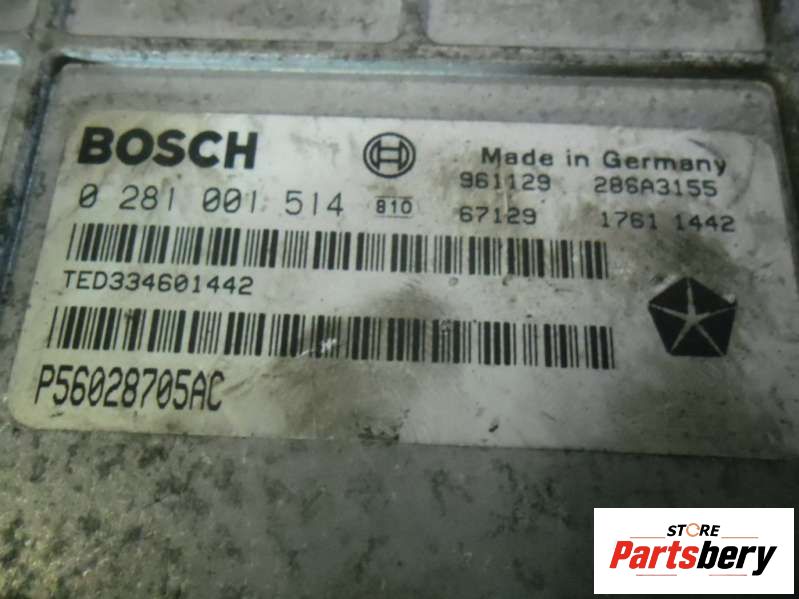 BOSCH
Made in Germany
961129 286A3155
0 281 001 514 810
67129 1761 1442
TED334601442
P56028705AC
STORE
Partsbery